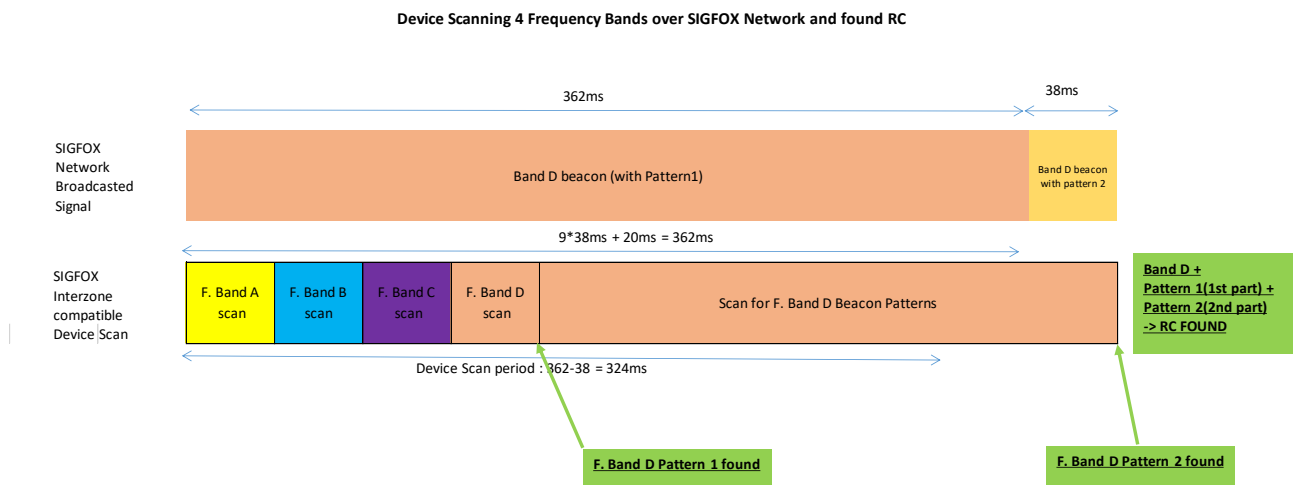 Device Scanning 4 Frequency Bands over SIGFOX Network and found RC
362ms
38ms
SIGFOX
Network
Broadcasted
Signal
Band D beacon (with Pattern1)
Band D beacon
with pattern 2
9*38ms + 20ms = 362ms
SIGFOX
Interzone
compatible
Device Scan
F. Band A
scan
F. Band B
scan
F. Band C
scan
F. Band D
scan
Scan for F. Band D Beacon Patterns
Band D +
Pattern 1(1st part) +
Pattern 2(2nd part)
-> RC FOUND
Device Scan period : 362-38 = 324ms
F. Band D Pattern 1 found
F. Band D Pattern 2 found